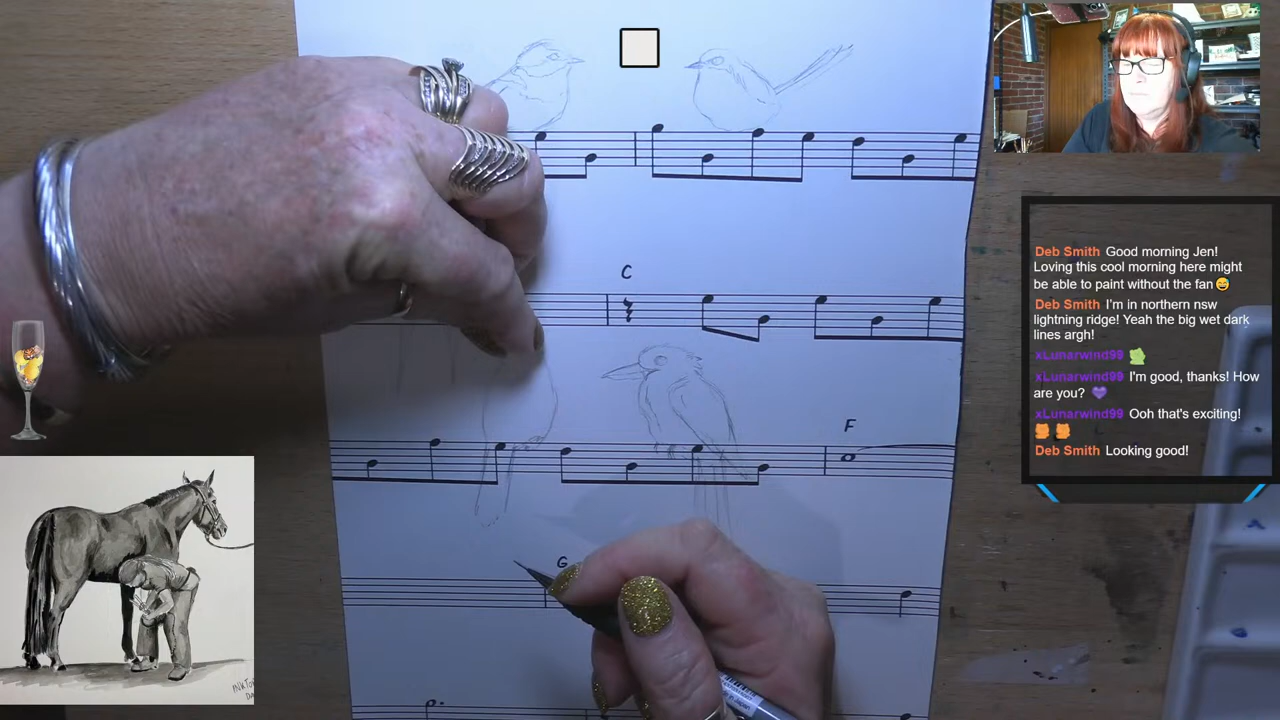 C
F
G
Deb Smith Good morning Jen!
Loving this cool morning here might
be able to paint without the fan😅
Deb Smith I'm in northern nsw
lightning ridge! Yeah the big wet dark
lines argh!
xLunarwind99
xLunarwind99 I'm good, thanks! How
are you? 💜
xLunarwind99 Ooh that's exciting!
Deb Smith Looking good!